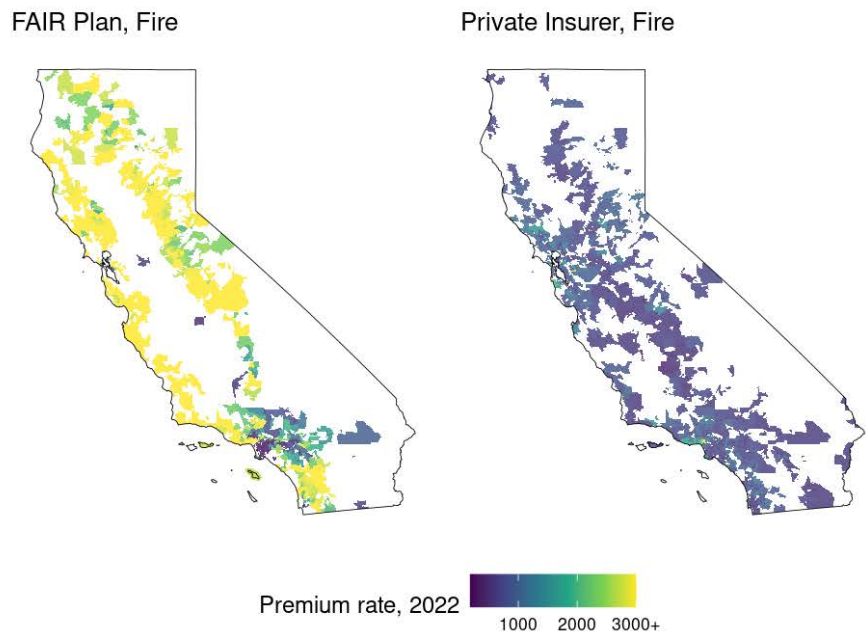 FAIR Plan, Fire
Private Insurer, Fire
Premium rate, 2022
1000 2000 3000+